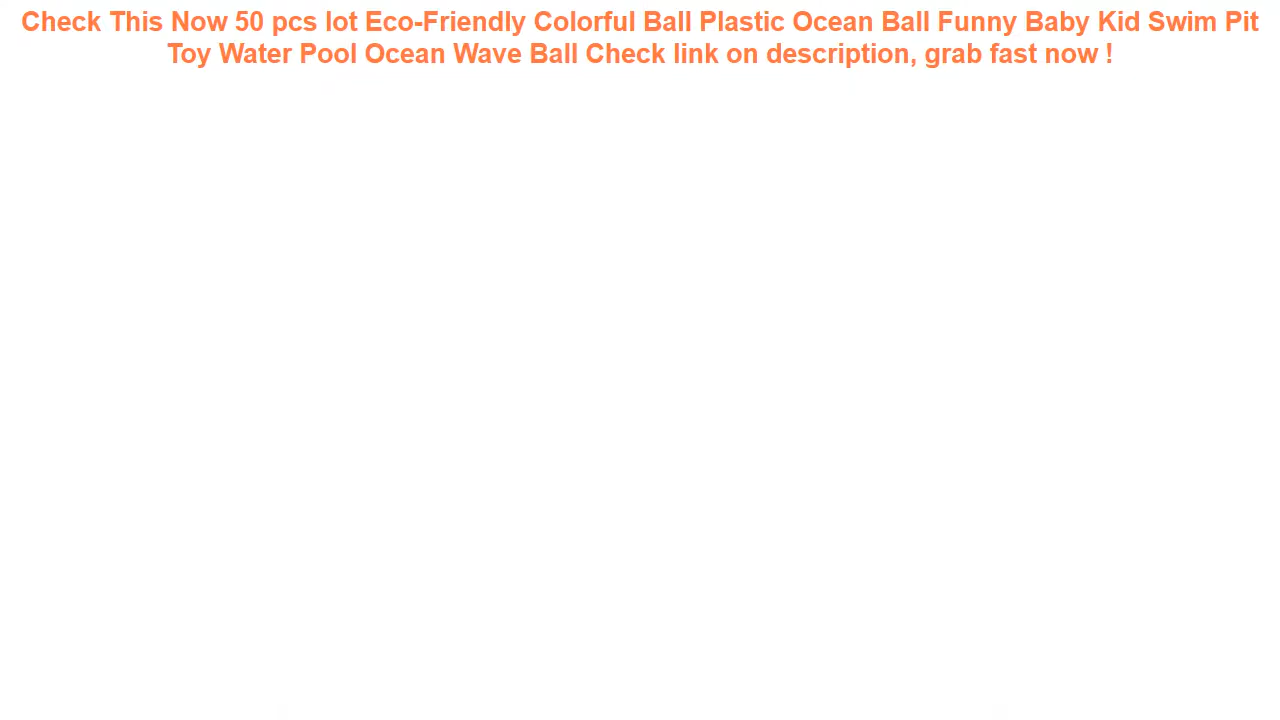 Check This Now 50 pcs lot Eco-Friendly Colorful Ball Plastic Ocean Ball Funny Baby Kid Swim Pit
Toy Water Pool Ocean Wave Ball Check link on description, grab fast now !